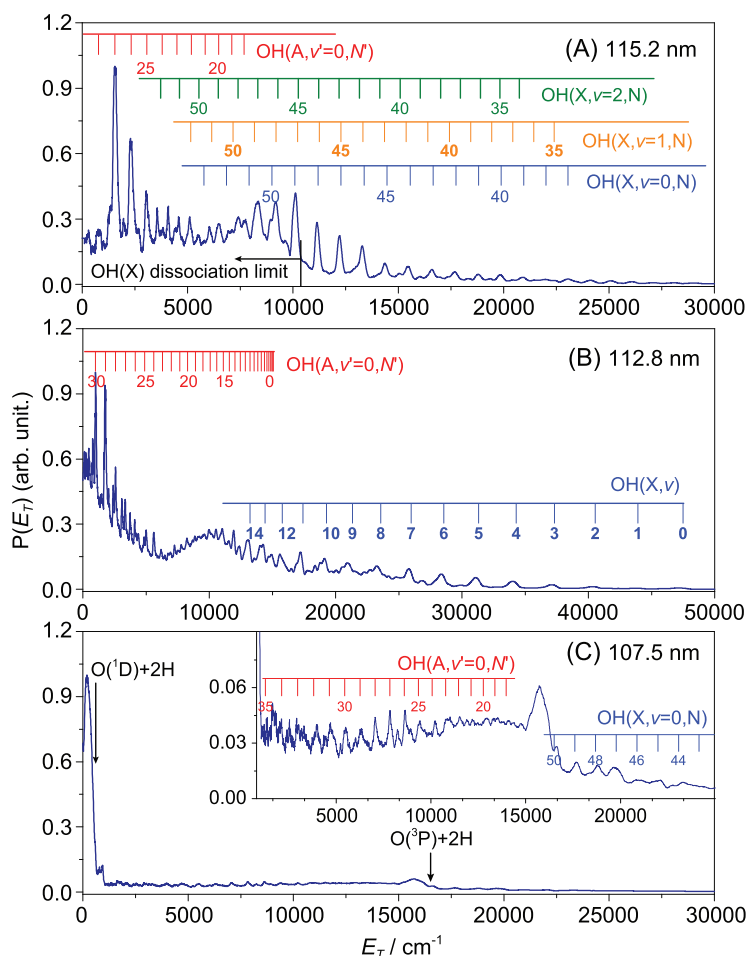 1.2
0.9
0.6
0.3
0.0
OH(A,v'=0,N')
25 20
(A) 115.2 nm
50 45 40 35
OH(X,v=2,N)
50 45 40 35
OH(X,v=1,N)
50 45 40
OH(X,v=0,N)
OH(X) dissociation limit
0 5000 10000 15000 20000 25000 30000
P(E_T) (arb. unit.)
1.2
0.9
0.6
0.3
0.0
OH(A,v'=0,N')
30 25 20 15 0
(B) 112.8 nm
OH(X,v)
14 12 10 9 8 7 6 5 4 3 2 1 0
0 10000 20000 30000 40000 50000
1.2
0.9
0.6
0.3
0.0
O(¹D)+2H
(C) 107.5 nm
0.06
0.03
0.00
OH(A,v'=0,N')
35 30 25 20
OH(X,v=0,N)
50 48 46 44
5000 10000 15000 20000
O(³P)+2H
0 5000 10000 15000 20000 25000 30000
E_T / cm⁻¹